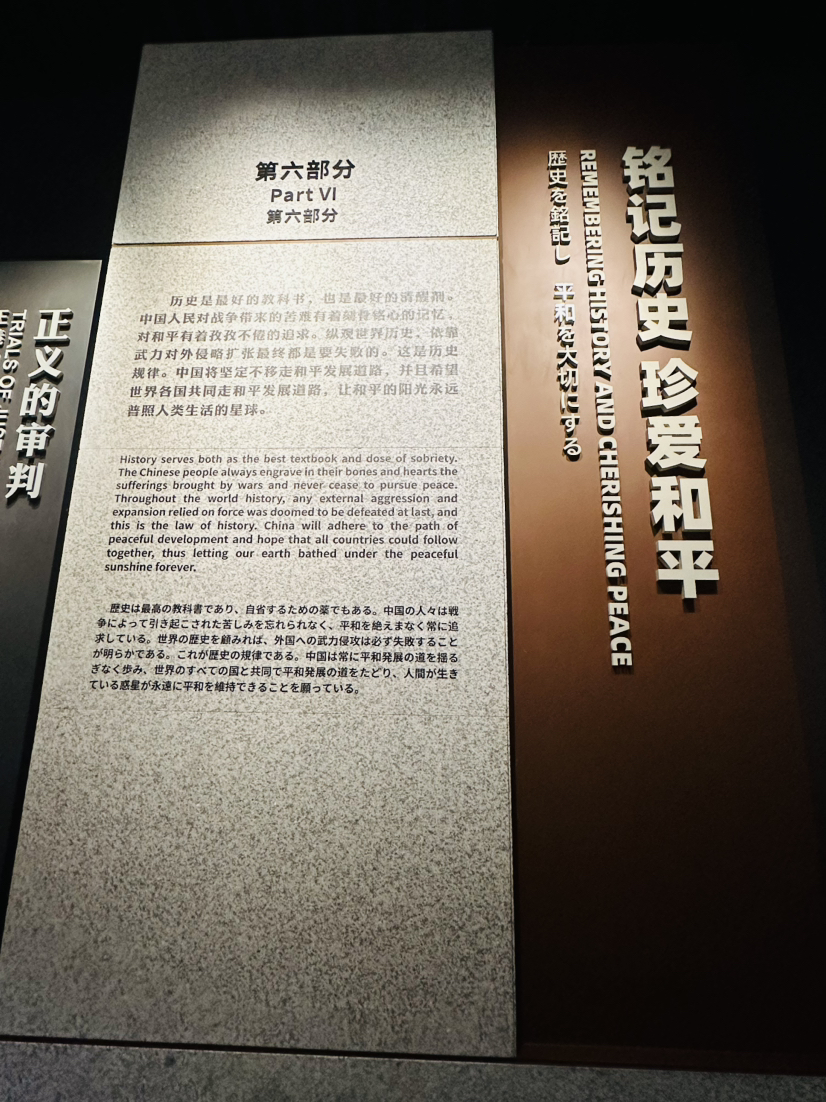 第六部分
Part VI
第六部分
历史是最好的教科书，也是最好的清醒剂。
中国人民对战争带来的苦难有着刻骨铭心的记忆，
对和平有着孜孜不倦的追求。纵观世界历史，依靠
武力对外侵略扩张最终都是要失败的。这是历史
规律。中国将坚定不移走和平发展道路，并且希望
世界各国共同走和平发展道路，让和平的阳光永远
普照人类生活的星球。
History serves both as the best textbook and dose of sobriety.
The Chinese people always engrave in their bones and hearts the
sufferings brought by wars and never cease to pursue peace.
Throughout the world history, any external aggression and
expansion relied on force was doomed to be defeated at last, and
this is the law of history. China will adhere to the path of
peaceful development and hope that all countries could follow
together, thus letting our earth bathed under the peaceful
sunshine forever.
歴史は最高の教科書であり、自省するための薬でもある。中国の人々は戦
争によって引き起こされた苦しみを忘れられなく、平和を絶えまなく常に追
求している。世界の歴史を顧みれば、外国への武力侵攻は必ず失敗すること
が明らかである。これが歴史の規律である。中国は常に平和発展の道を揺る
ぎなく歩み、世界のすべての国と共同で平和発展の道をたどり、人間が生き
ている惑星が永遠に平和を維持できることを願っている。
铭记历史 珍爱和平
REMEMBERING HISTORY AND CHERISHING PEACE
歴史を銘記し 平和を大切にする
正义的审判
TRIALS OF